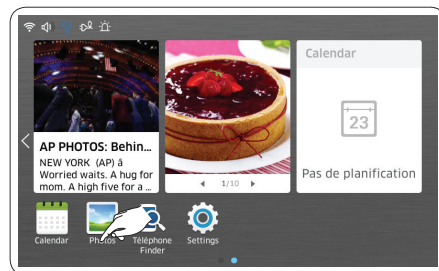 Calendar
23
Pas de planification
AP PHOTOS: Behin...
NEW YORK (AP) â
Worried waits. A hug for
mom. A high five for a ...
1/10
Calendar
Photos
Téléphone
Finder
Settings